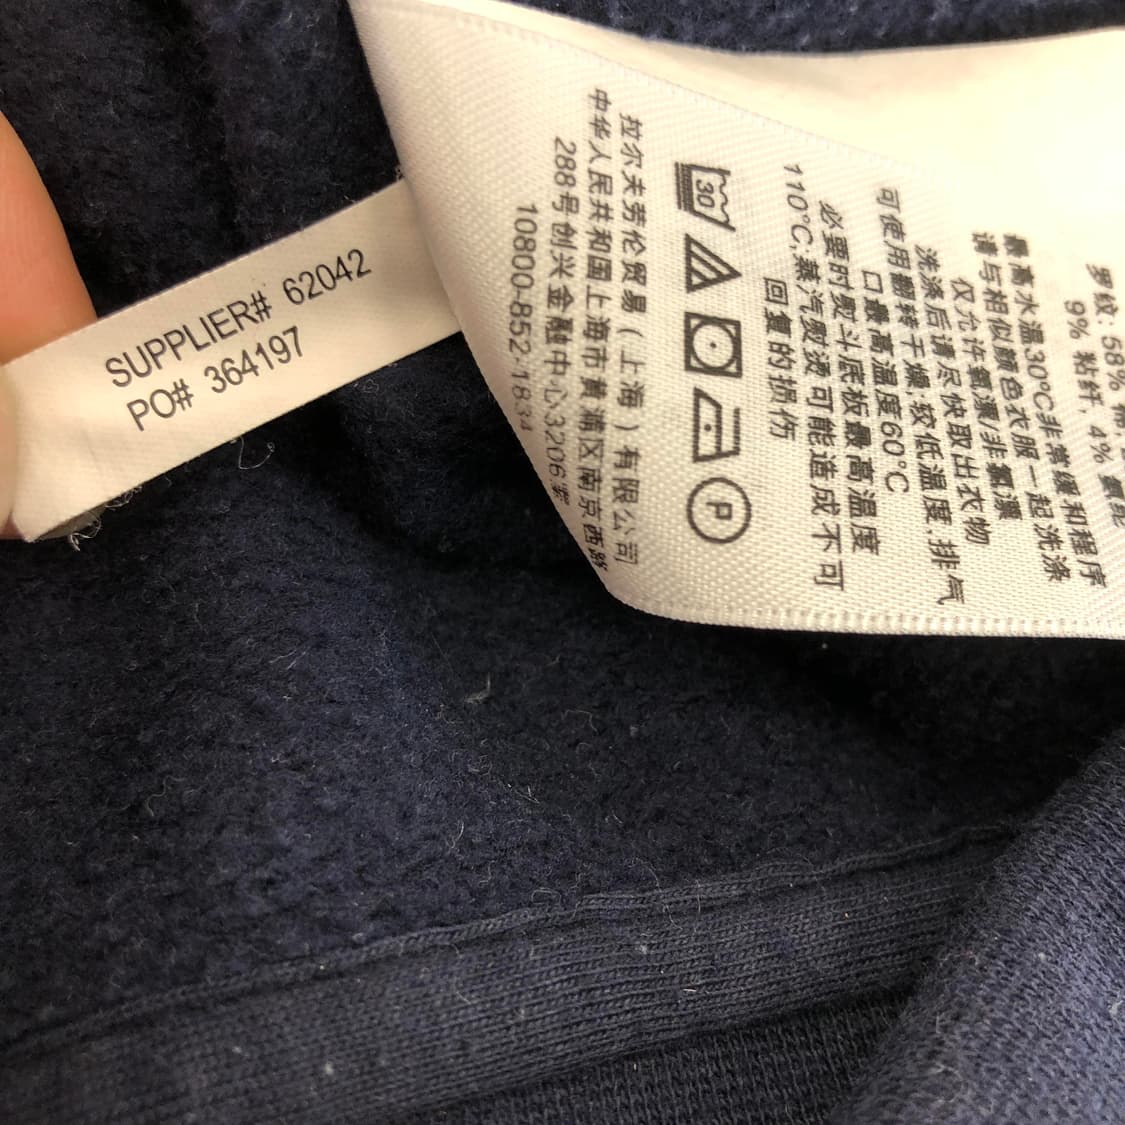 SUPPLIER# 62042
PO# 364197
罗纹: 58%
9% 粘纤, 4%
最高水温30°C非常缓和程序
请与相似颜色衣服一起洗涤
仅允许氧漂/非氯漂
洗涤后请尽快取出衣物
可使用翻转干燥:较低温度.排气
口最高温度60°C
必要时熨斗底板最高温度
110°C.蒸汽熨烫可能造成不可
回复的损伤
30
P
拉尔夫劳伦贸易(上海)有限公司
中华人民共和国上海市黄浦区南京西路
288号创兴金融中心3206室
10800-852-1834